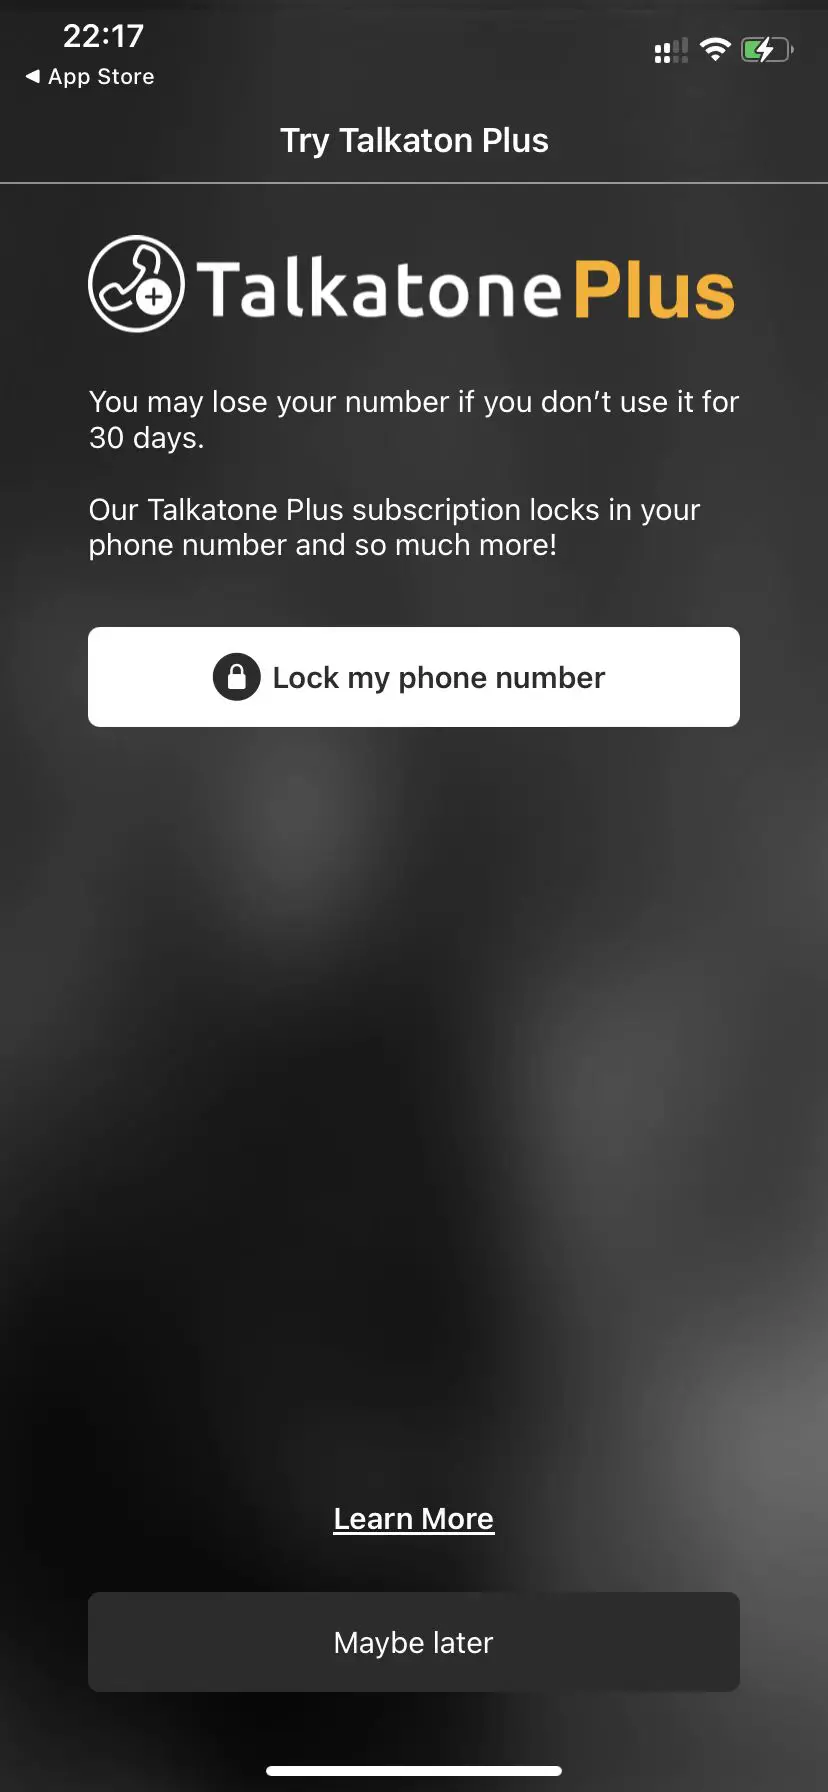 22:17
◀ App Store
Try Talkaton Plus
Talkatone Plus
You may lose your number if you don’t use it for
30 days.
Our Talkatone Plus subscription locks in your
phone number and so much more!
Lock my phone number
Learn More
Maybe later